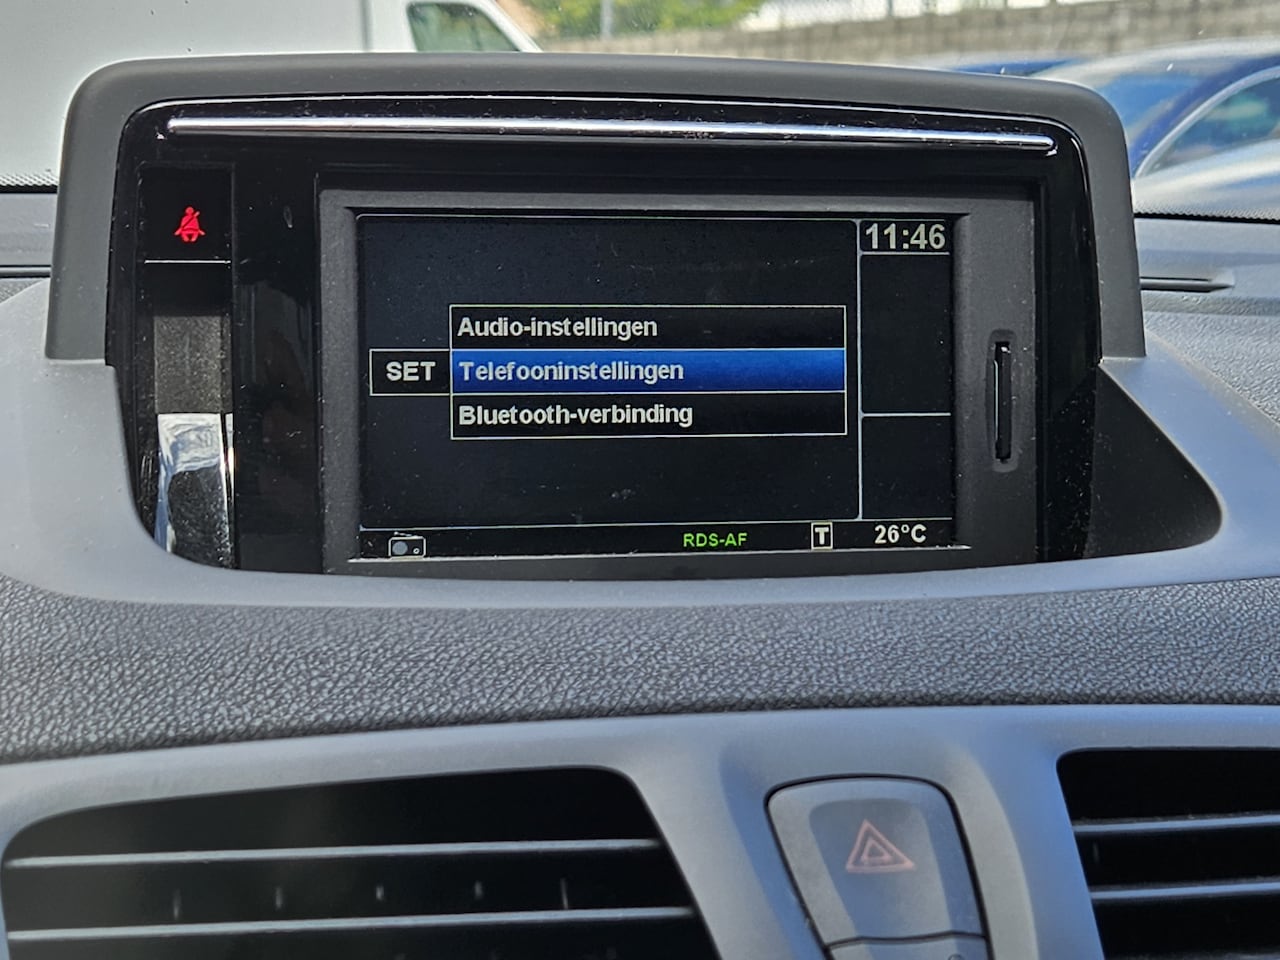 11:46
Audio-instellingen
SET Telefooninstellingen
Bluetooth-verbinding
RDS-AF T 26°C